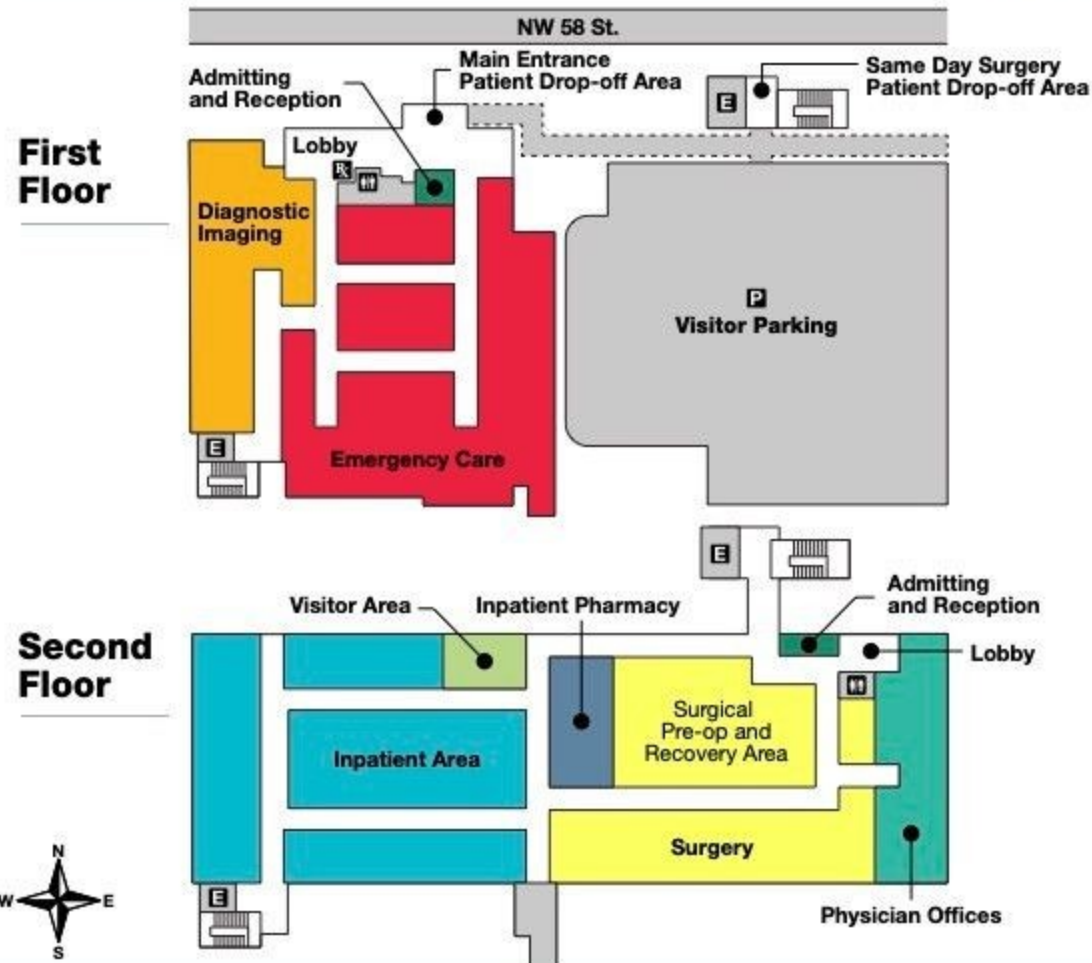 NW 58 St.
Main Entrance
Patient Drop-off Area
Same Day Surgery
Patient Drop-off Area
Admitting
and Reception
E
First
Floor
Lobby
Rx
Diagnostic
Imaging
P
Visitor Parking
E
Emergency Care
E
Second
Floor
Visitor Area
Inpatient Pharmacy
Admitting
and Reception
Lobby
Surgical
Pre-op and
Recovery Area
Inpatient Area
Surgery
E
Physician Offices
N
W
E
S